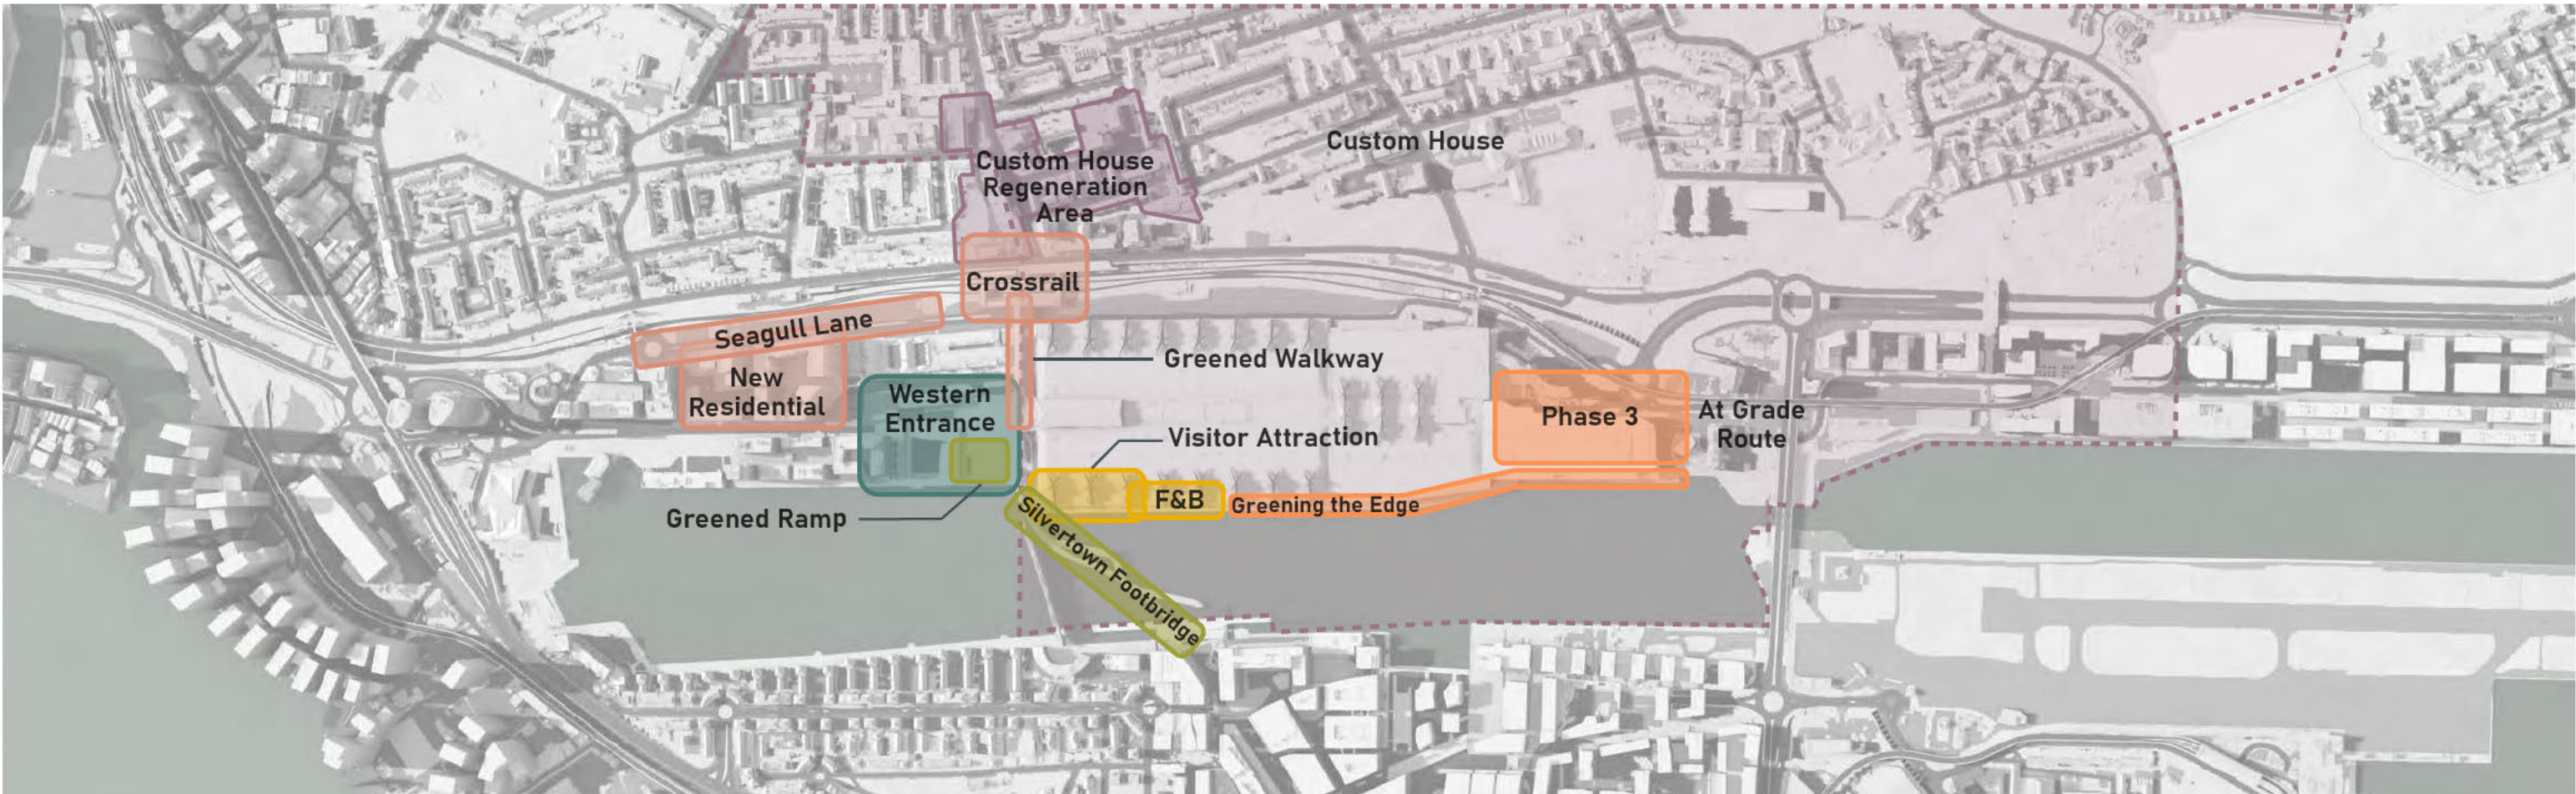 Custom House
Custom House
Regeneration
Area
Crossrail
Seagull Lane
New
Residential
Greened Walkway
Western
Entrance
Visitor Attraction
Phase 3
At Grade
Route
F&B
Greening the Edge
Greened Ramp
Silvertown Footbridge